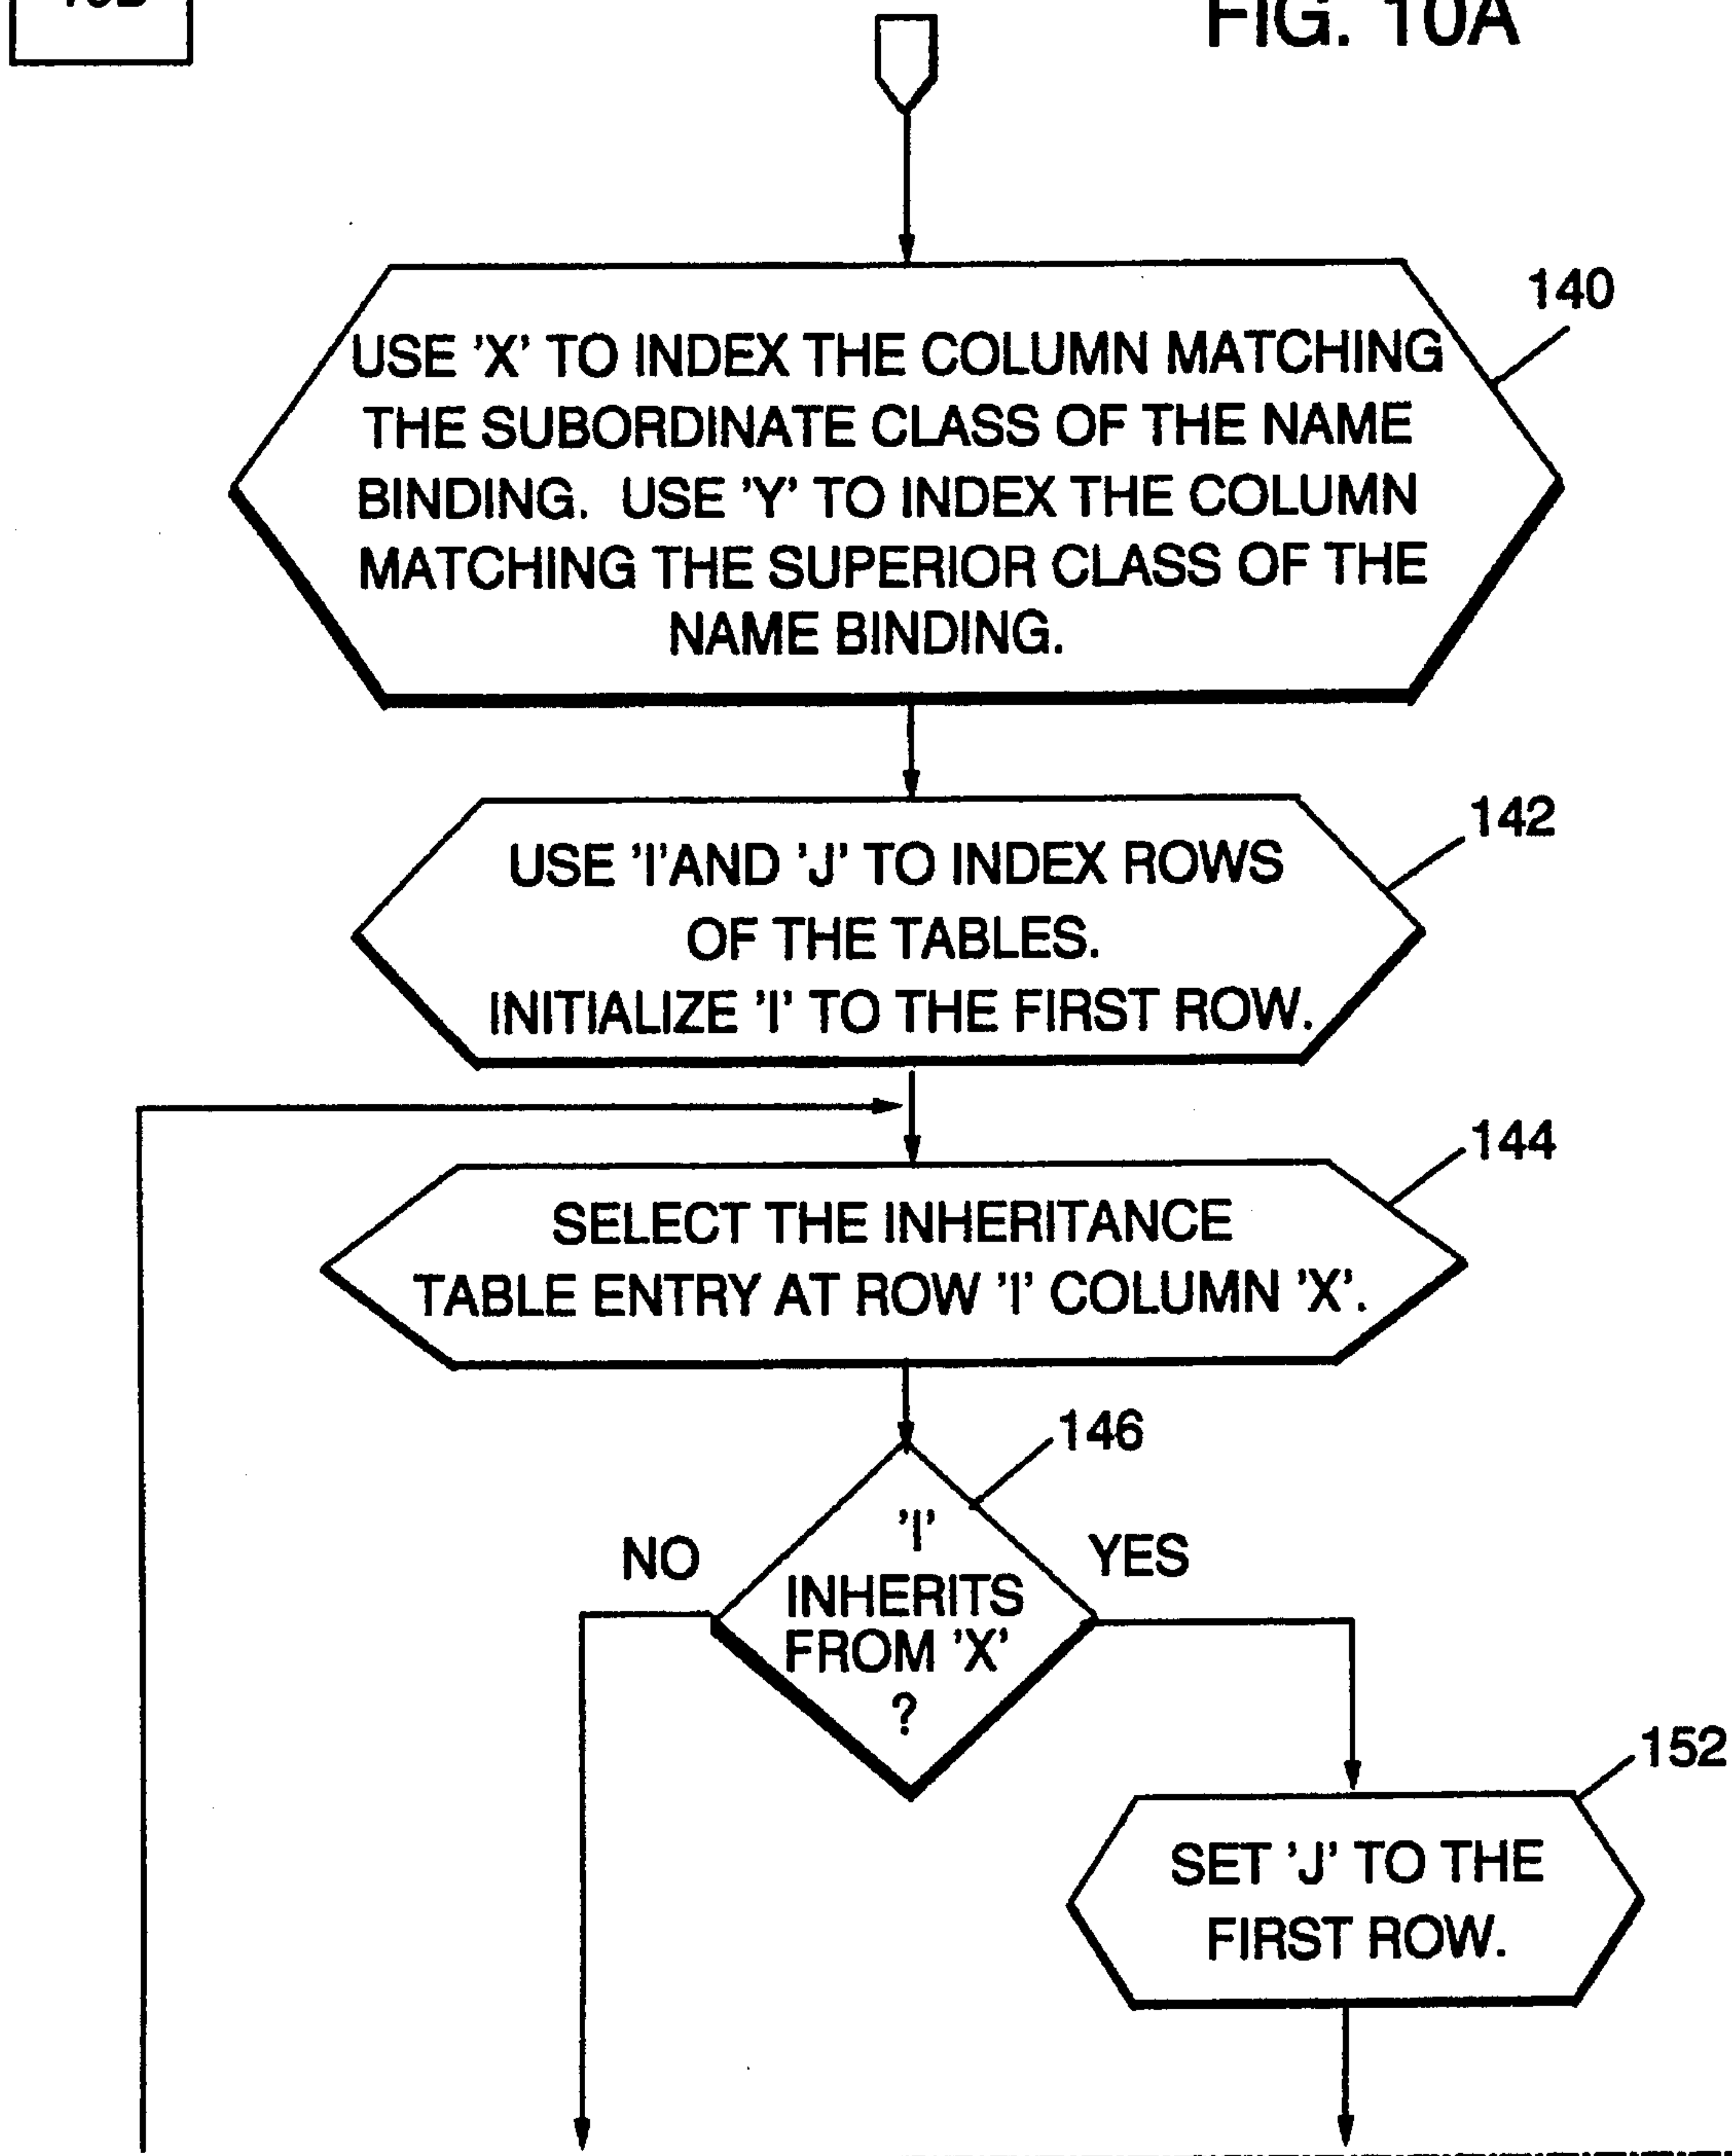 FIG. 10A
140
USE 'X' TO INDEX THE COLUMN MATCHING
THE SUBORDINATE CLASS OF THE NAME
BINDING. USE 'Y' TO INDEX THE COLUMN
MATCHING THE SUPERIOR CLASS OF THE
NAME BINDING.
142
USE 'I'AND 'J' TO INDEX ROWS
OF THE TABLES.
INITIALIZE 'I' TO THE FIRST ROW.
144
SELECT THE INHERITANCE
TABLE ENTRY AT ROW 'I' COLUMN 'X'.
146
NO
YES
'I'
INHERITS
FROM 'X'
?
152
SET 'J' TO THE
FIRST ROW.